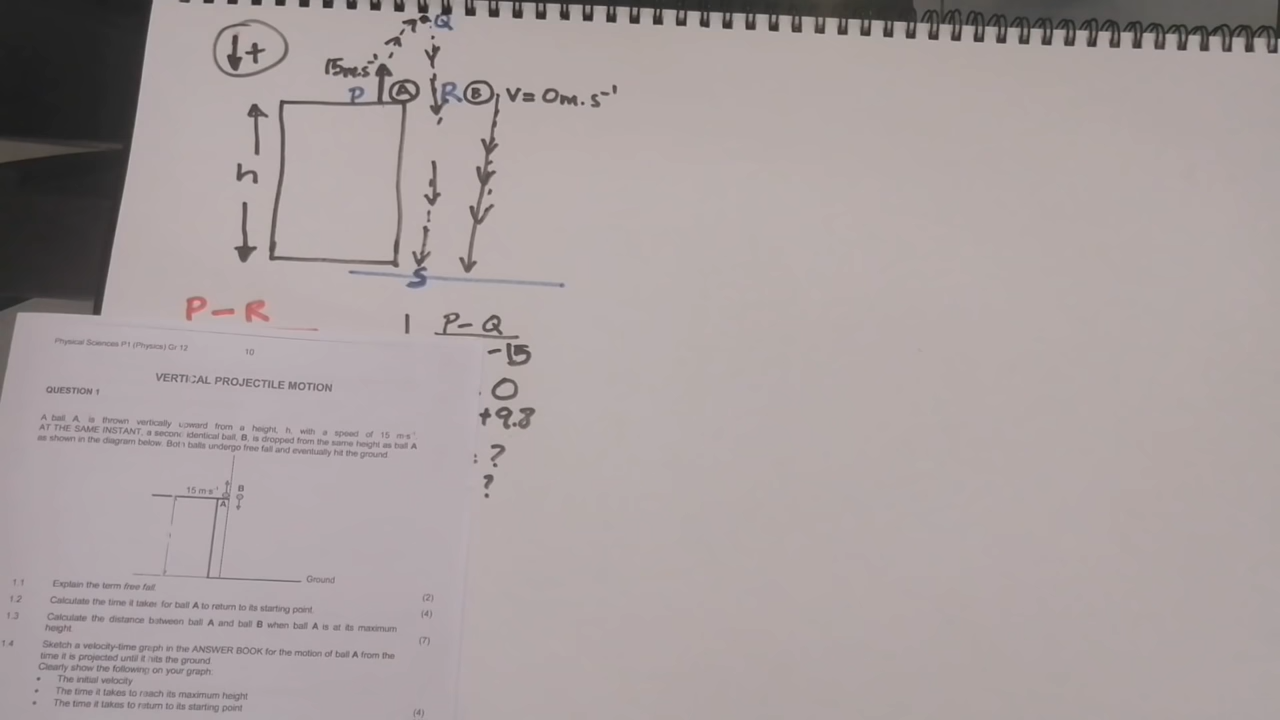 ↓+
Q
15m.s⁻¹
P A R B V = 0m.s⁻¹
h
S
P - R
1 P - Q
-15
0
+9.8
: ?
?
Physical Sciences P1 (Physics) Gr 12
10
VERTICAL PROJECTILE MOTION
QUESTION 1
A ball, A, is thrown vertically upward from a height, h, with a speed of 15 m·s⁻¹.
AT THE SAME INSTANT, a second identical ball, B, is dropped from the same height as ball A
as shown in the diagram below. Both balls undergo free fall and eventually hit the ground.
15 m·s⁻¹ B
A
Ground
1.1 Explain the term free fall. (2)
1.2 Calculate the time it takes for ball A to return to its starting point. (4)
1.3 Calculate the distance between ball A and ball B when ball A is at its maximum
height. (7)
1.4 Sketch a velocity-time graph in the ANSWER BOOK for the motion of ball A from the
time it is projected until it hits the ground.
Clearly show the following on your graph:
• The initial velocity
• The time it takes to reach its maximum height
• The time it takes to return to its starting point (4)